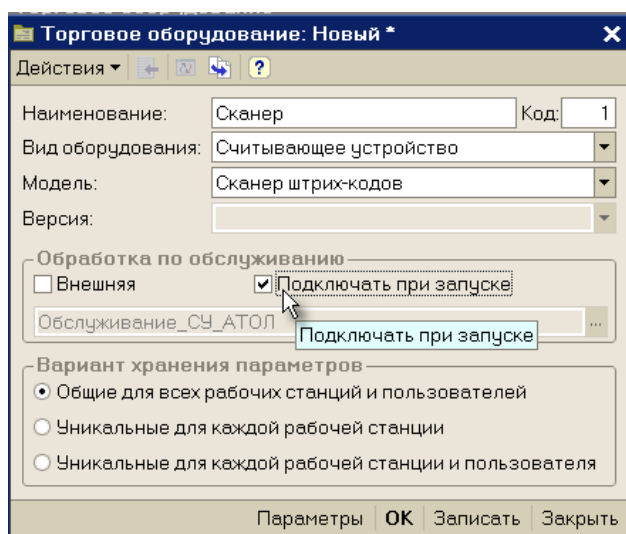 Торговое оборудование: Новый *
Действия
Наименование: Сканер Код: 1
Вид оборудования: Считывающее устройство
Модель: Сканер штрих-кодов
Версия:
Обработка по обслуживанию
Внешняя Подключать при запуске
Обслуживание_СУ_АТОЛ ...
Подключать при запуске
Вариант хранения параметров
Общие для всех рабочих станций и пользователей
Уникальные для каждой рабочей станции
Уникальные для каждой рабочей станции и пользователя
Параметры ОК Записать Закрыть